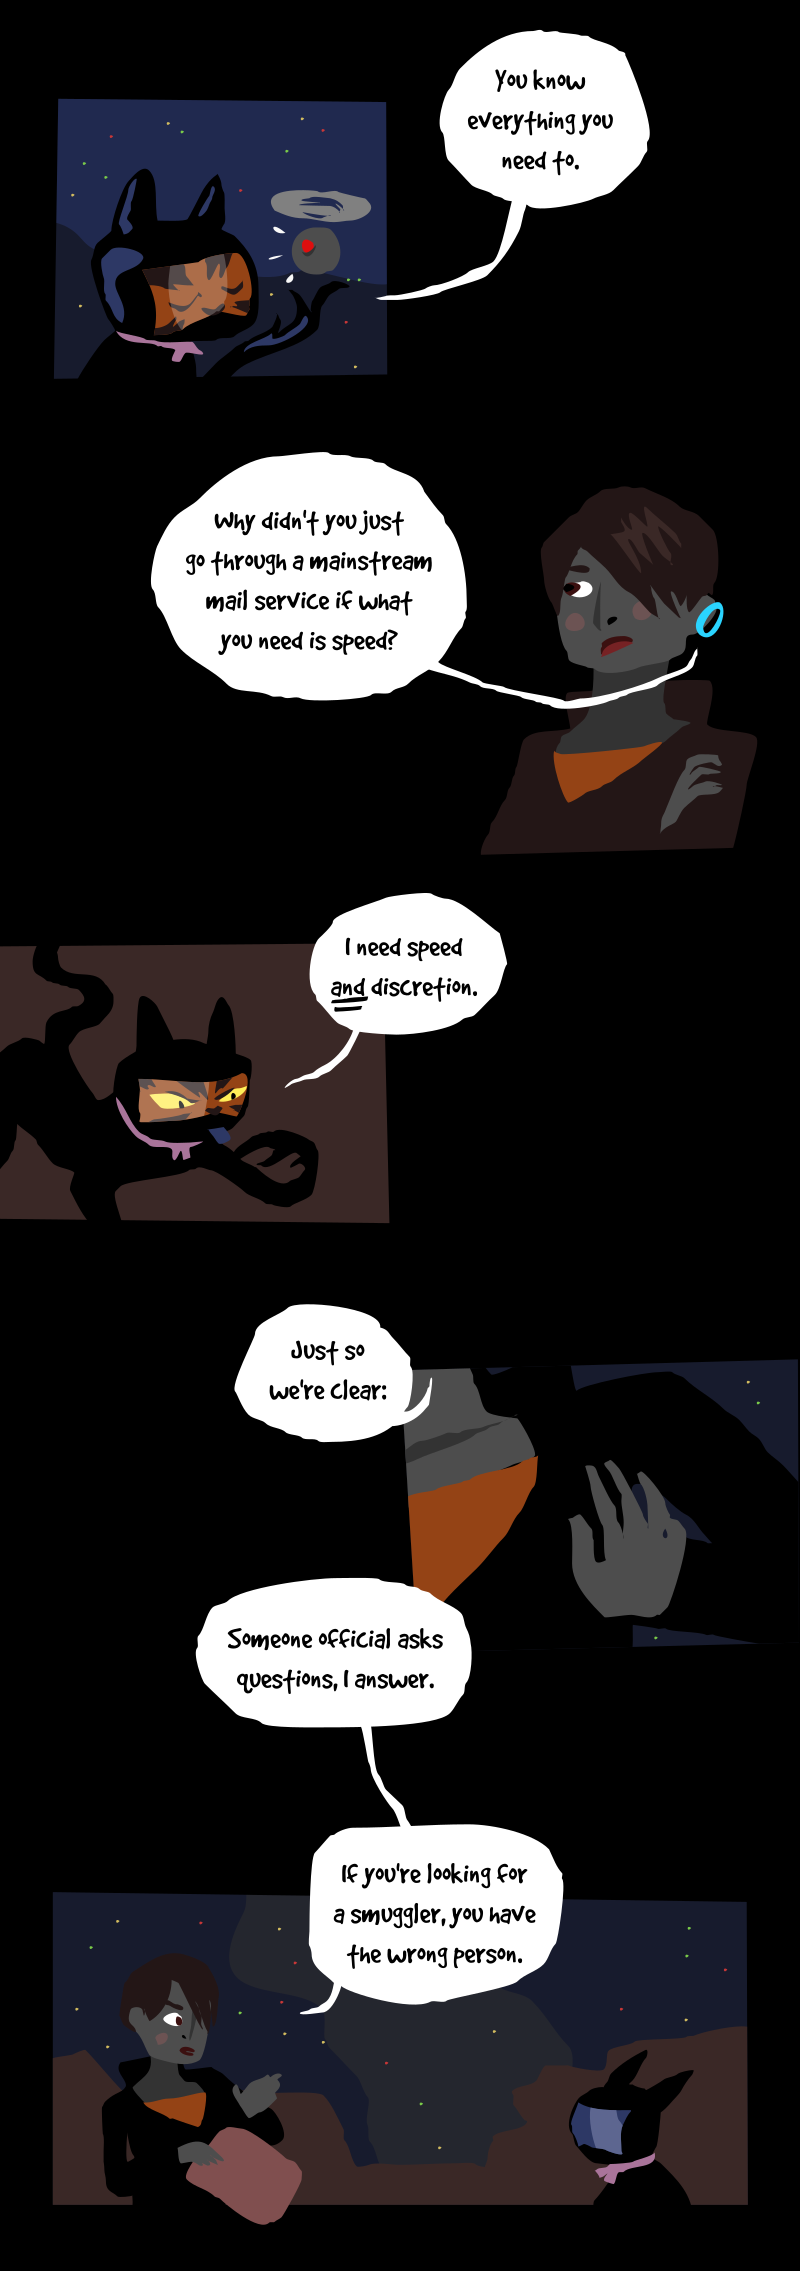 You know
everything you
need to.
Why didn't you just
go through a mainstream
mail service if what
you need is speed?
I need speed
and discretion.
Just so
we're clear:
Someone official asks
questions, I answer.
If you're looking for
a smuggler, you have
the wrong person.